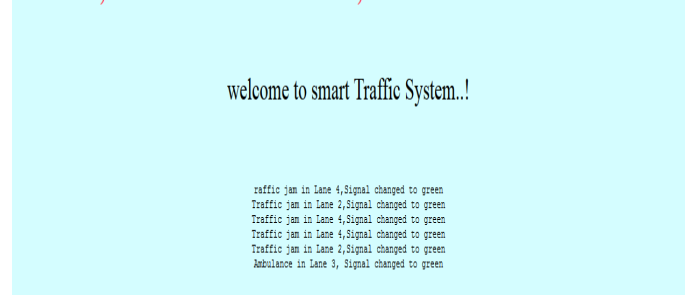 welcome to smart Traffic System..!
raffic jam in Lane 4,Signal changed to green
Traffic jam in Lane 2,Signal changed to green
Traffic jam in Lane 4,Signal changed to green
Traffic jam in Lane 4,Signal changed to green
Traffic jam in Lane 2,Signal changed to green
Ambulance in Lane 3, Signal changed to green